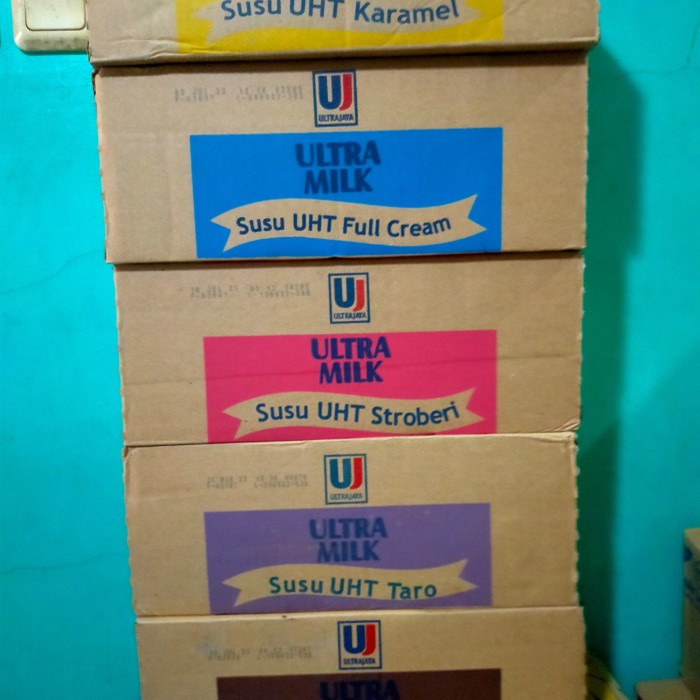 Susu UHT Karamel
UJ
ULTRAJAYA
ULTRA
MILK
Susu UHT Full Cream
UJ
ULTRAJAYA
ULTRA
MILK
Susu UHT Stroberi
UJ
ULTRAJAYA
ULTRA
MILK
Susu UHT Taro
UJ
ULTRAJAYA
ULTRA